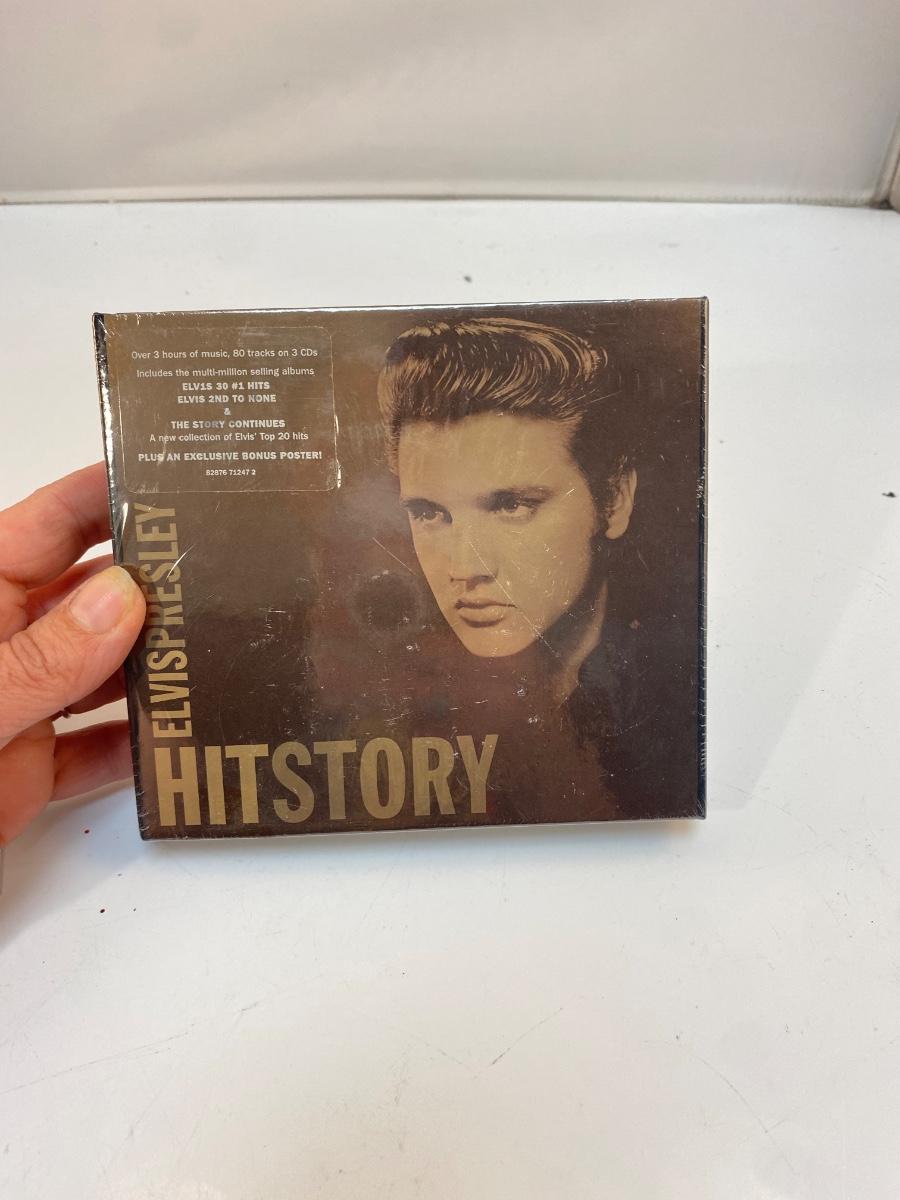 Over 3 hours of music, 80 tracks on 3 CDs
Includes the multi-million selling albums
ELV1S 30 #1 HITS
ELVIS 2ND TO NONE
&
THE STORY CONTINUES
A new collection of Elvis' Top 20 hits
PLUS AN EXCLUSIVE BONUS POSTER!
82876 71247 2
ELVISPRESLEY
HITSTORY